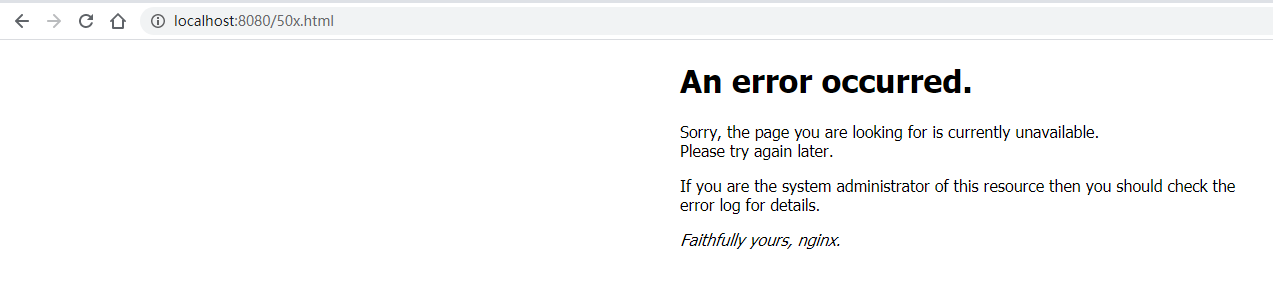 localhost:8080/50x.html
An error occurred.
Sorry, the page you are looking for is currently unavailable.
Please try again later.
If you are the system administrator of this resource then you should check the
error log for details.
Faithfully yours, nginx.